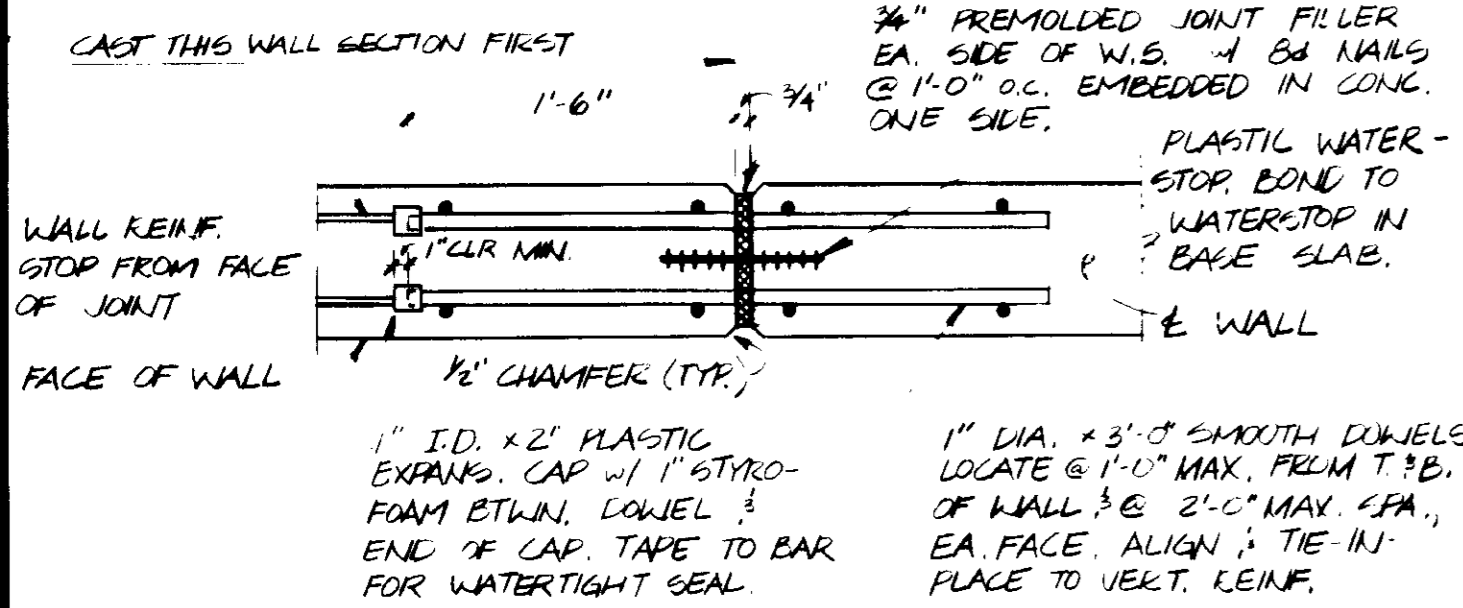 CAST THIS WALL SECTION FIRST
3/4" PREMOLDED JOINT FILLER
EA. SIDE OF W.S. w/ 8d NAILS
@ 1'-0" O.C. EMBEDDED IN CONC.
ONE SIDE.
1'-6"
3/4"
PLASTIC WATER-
STOP. BOND TO
WATERSTOP IN
BASE SLAB.
WALL REINF.
STOP FROM FACE
OF JOINT
1" CLR MIN.
℄ WALL
FACE OF WALL
1/2" CHAMFER (TYP.)
1" I.D. x 2" PLASTIC
EXPANS. CAP w/ 1" STYRO-
FOAM BTWN. DOWEL &
END OF CAP. TAPE TO BAR
FOR WATERTIGHT SEAL.
1" DIA. x 3'-0" SMOOTH DOWELS
LOCATE @ 1'-0" MAX. FROM T. & B.
OF WALL & @ 2'-0" MAX. SPA.,
EA. FACE. ALIGN & TIE-IN-
PLACE TO VERT. REINF.